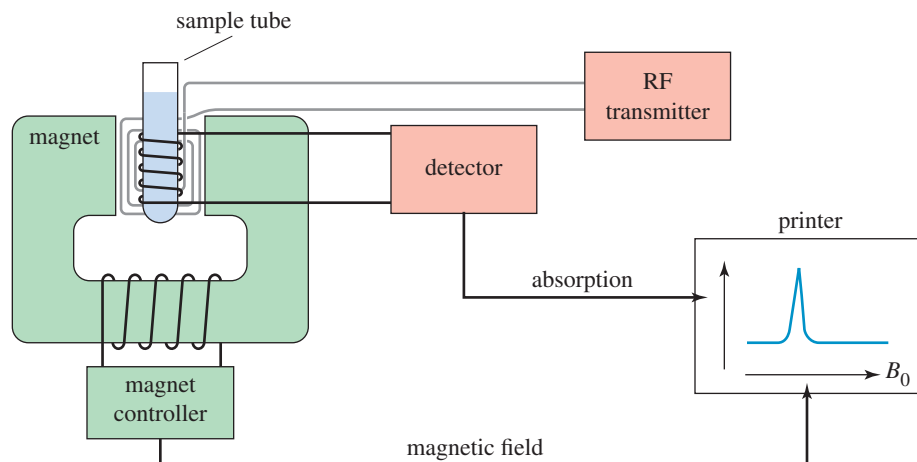 sample tube
RF
transmitter
magnet
detector
printer
absorption
B0
magnet
controller
magnetic field